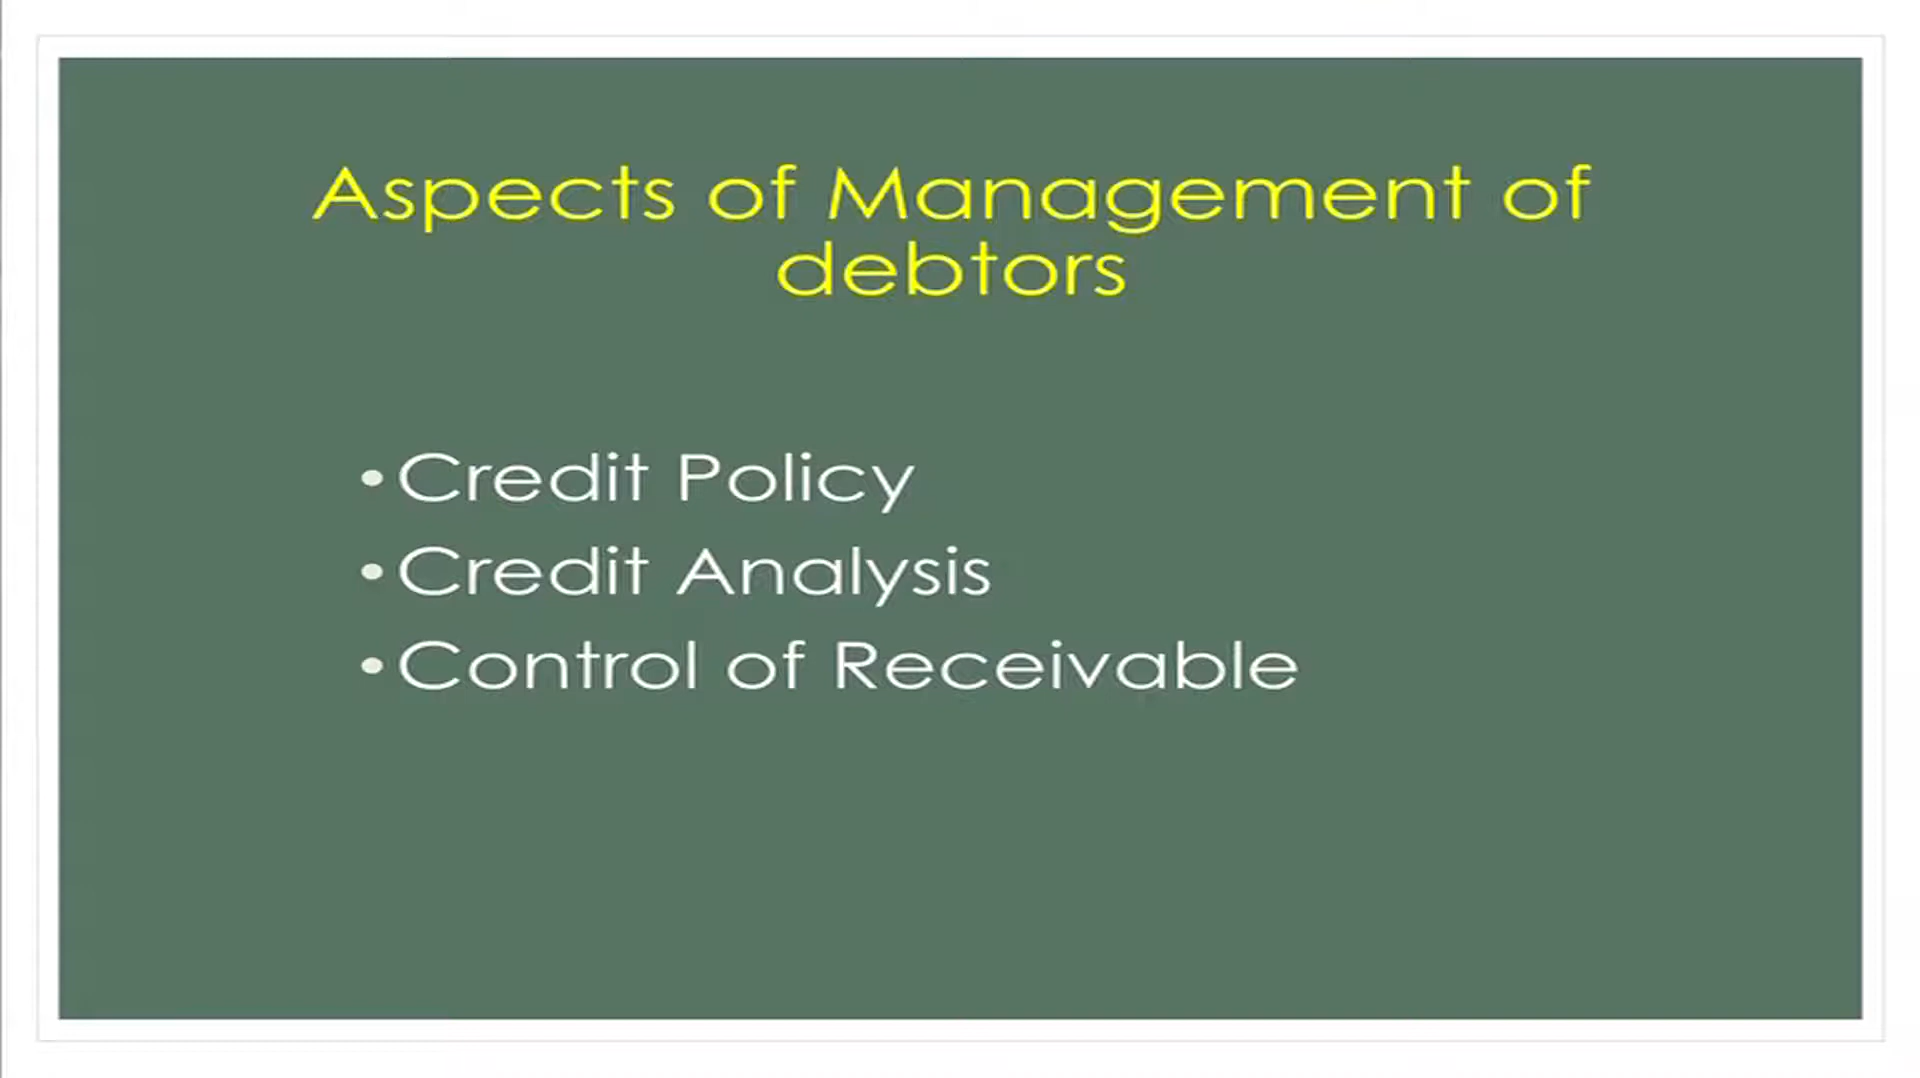 Aspects of Management of
debtors
•Credit Policy
•Credit Analysis
•Control of Receivable